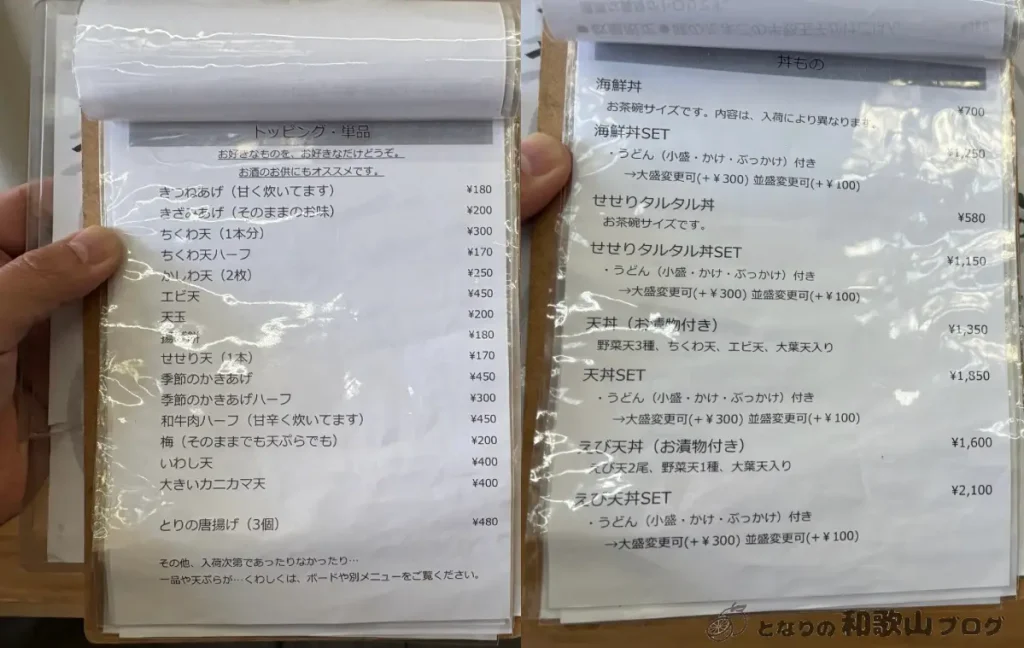 トッピング・単品
お好きなものを、お好きなだけどうぞ。
お酒のお供にもオススメです。
きつねあげ（甘く炊いてます） ¥180
きざみあげ（そのままのお味） ¥200
ちくわ天（1本分） ¥300
ちくわ天ハーフ ¥170
かしわ天（2枚） ¥250
エビ天 ¥450
天玉 ¥200
¥180
せせり天（1本） ¥170
季節のかきあげ ¥450
季節のかきあげハーフ ¥300
和牛肉ハーフ（甘辛く炊いてます） ¥450
梅（そのままでも天ぷらでも） ¥200
いわし天 ¥400
大きいカニカマ天 ¥400
とりの唐揚げ（3個） ¥480
その他、入荷次第であったりなかったり…
一品や天ぷらが…くわしくは、ボードや別メニューをご覧ください。
丼もの
海鮮丼 ¥700
お茶碗サイズです。内容は、入荷により異なります。
海鮮丼SET ¥1,250
・うどん（小盛・かけ・ぶっかけ）付き
→大盛変更可(+￥300) 並盛変更可(+￥100)
せせりタルタル丼 ¥580
お茶碗サイズです。
せせりタルタル丼SET ¥1,150
・うどん（小盛・かけ・ぶっかけ）付き
→大盛変更可(+￥300) 並盛変更可(+￥100)
天丼（お漬物付き） ¥1,350
野菜天3種、ちくわ天、エビ天、大葉天入り
天丼SET ¥1,850
・うどん（小盛・かけ・ぶっかけ）付き
→大盛変更可(+￥300) 並盛変更可(+￥100)
えび天丼（お漬物付き） ¥1,600
えび天2尾、野菜天1種、大葉天入り
えび天丼SET ¥2,100
・うどん（小盛・かけ・ぶっかけ）付き
→大盛変更可(+￥300) 並盛変更可(+￥100)
となりの和歌山ブログ